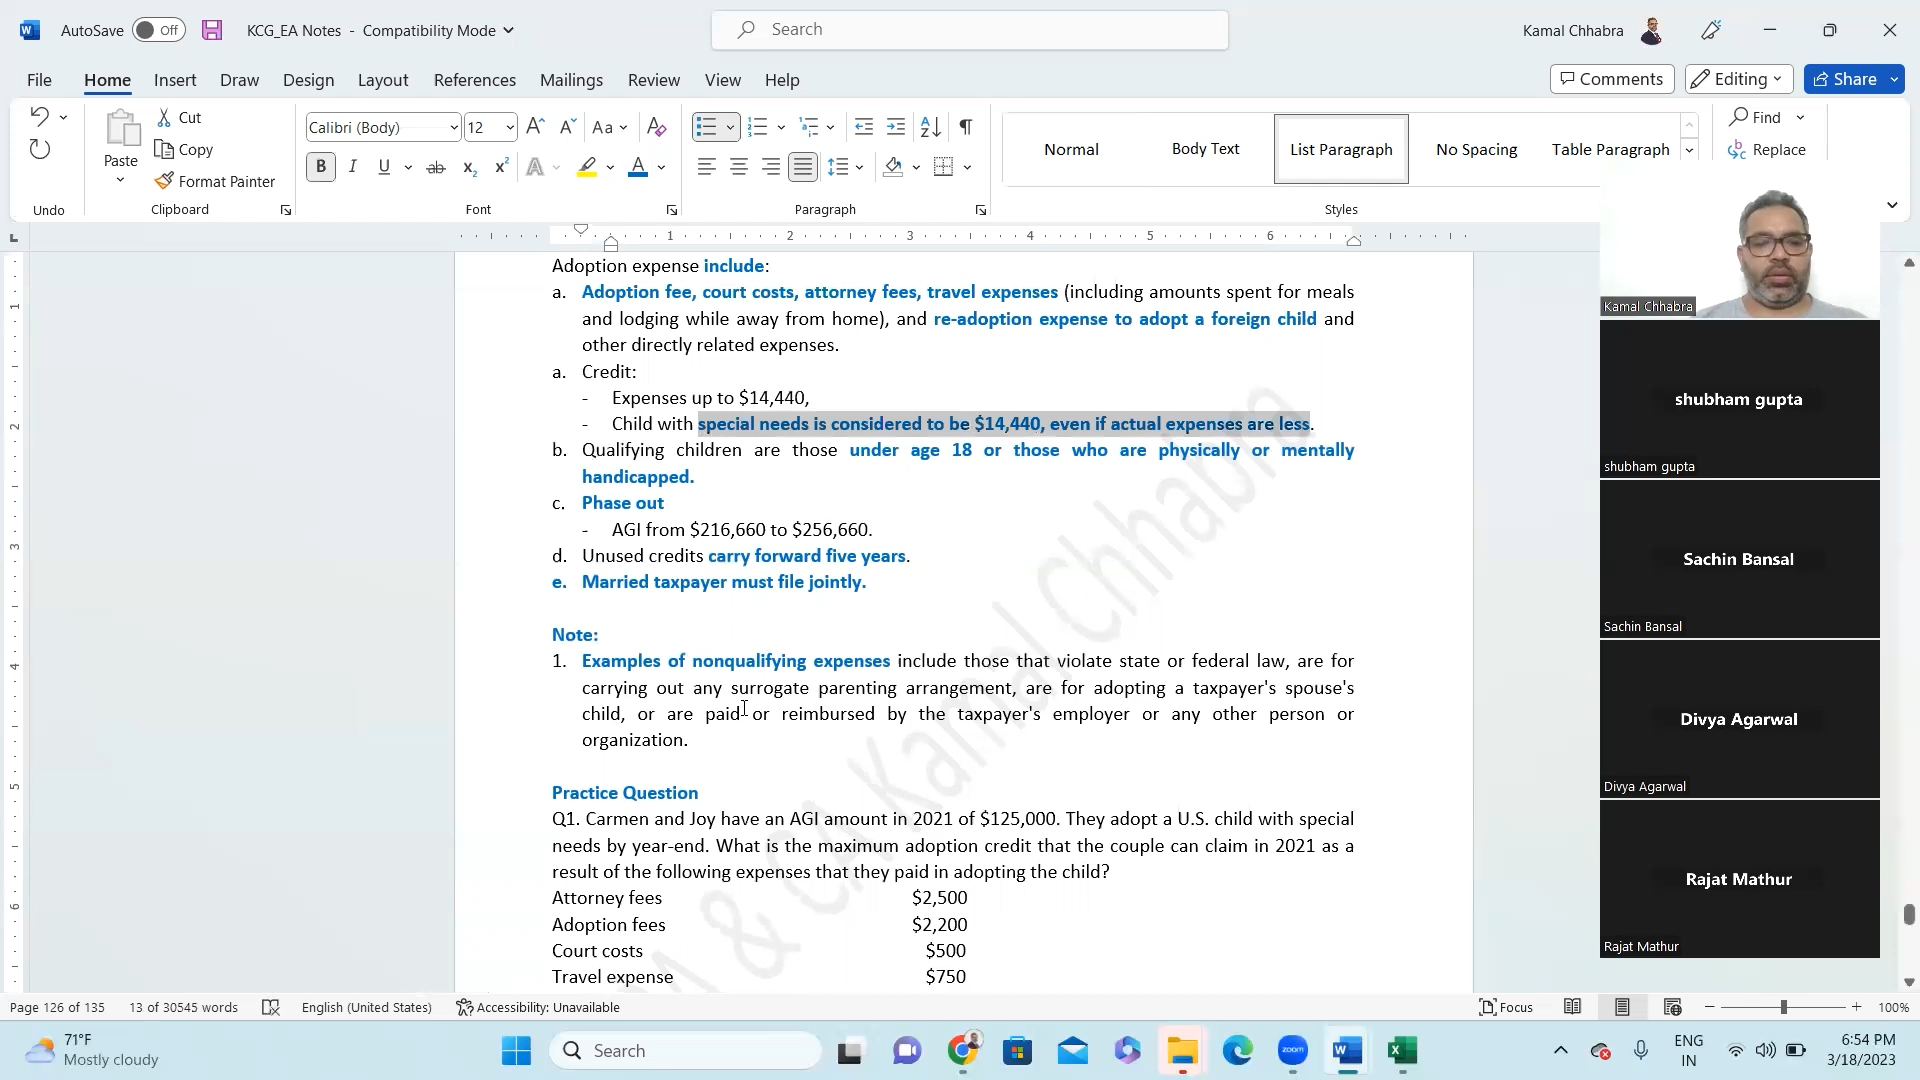 AutoSave Off KCG_EA Notes - Compatibility Mode Search Kamal Chhabra
File Home Insert Draw Design Layout References Mailings Review View Help Comments Editing Share
Paste Cut Copy Format Painter
Calibri (Body) 12 Aa
B I U ab x₂ x² A A
Normal Body Text List Paragraph No Spacing Table Paragraph
Find
Replace
Undo Clipboard Font Paragraph Styles
1 2 3 4 5 6
Adoption expense include:
a. Adoption fee, court costs, attorney fees, travel expenses (including amounts spent for meals
and lodging while away from home), and re-adoption expense to adopt a foreign child and
other directly related expenses.
a. Credit:
- Expenses up to $14,440,
- Child with special needs is considered to be $14,440, even if actual expenses are less.
b. Qualifying children are those under age 18 or those who are physically or mentally
handicapped.
c. Phase out
- AGI from $216,660 to $256,660.
d. Unused credits carry forward five years.
e. Married taxpayer must file jointly.
Note:
1. Examples of nonqualifying expenses include those that violate state or federal law, are for
carrying out any surrogate parenting arrangement, are for adopting a taxpayer's spouse's
child, or are paid or reimbursed by the taxpayer's employer or any other person or
organization.
Practice Question
Q1. Carmen and Joy have an AGI amount in 2021 of $125,000. They adopt a U.S. child with special
needs by year-end. What is the maximum adoption credit that the couple can claim in 2021 as a
result of the following expenses that they paid in adopting the child?
Attorney fees $2,500
Adoption fees $2,200
Court costs $500
Travel expense $750
& CA Kamal Chhabra
Kamal Chhabra
shubham gupta
shubham gupta
Sachin Bansal
Sachin Bansal
Divya Agarwal
Divya Agarwal
Rajat Mathur
Rajat Mathur
Page 126 of 135 13 of 30545 words English (United States) Accessibility: Unavailable Focus 100%
71°F
Mostly cloudy
Search
zoom
ENG
IN
6:54 PM
3/18/2023